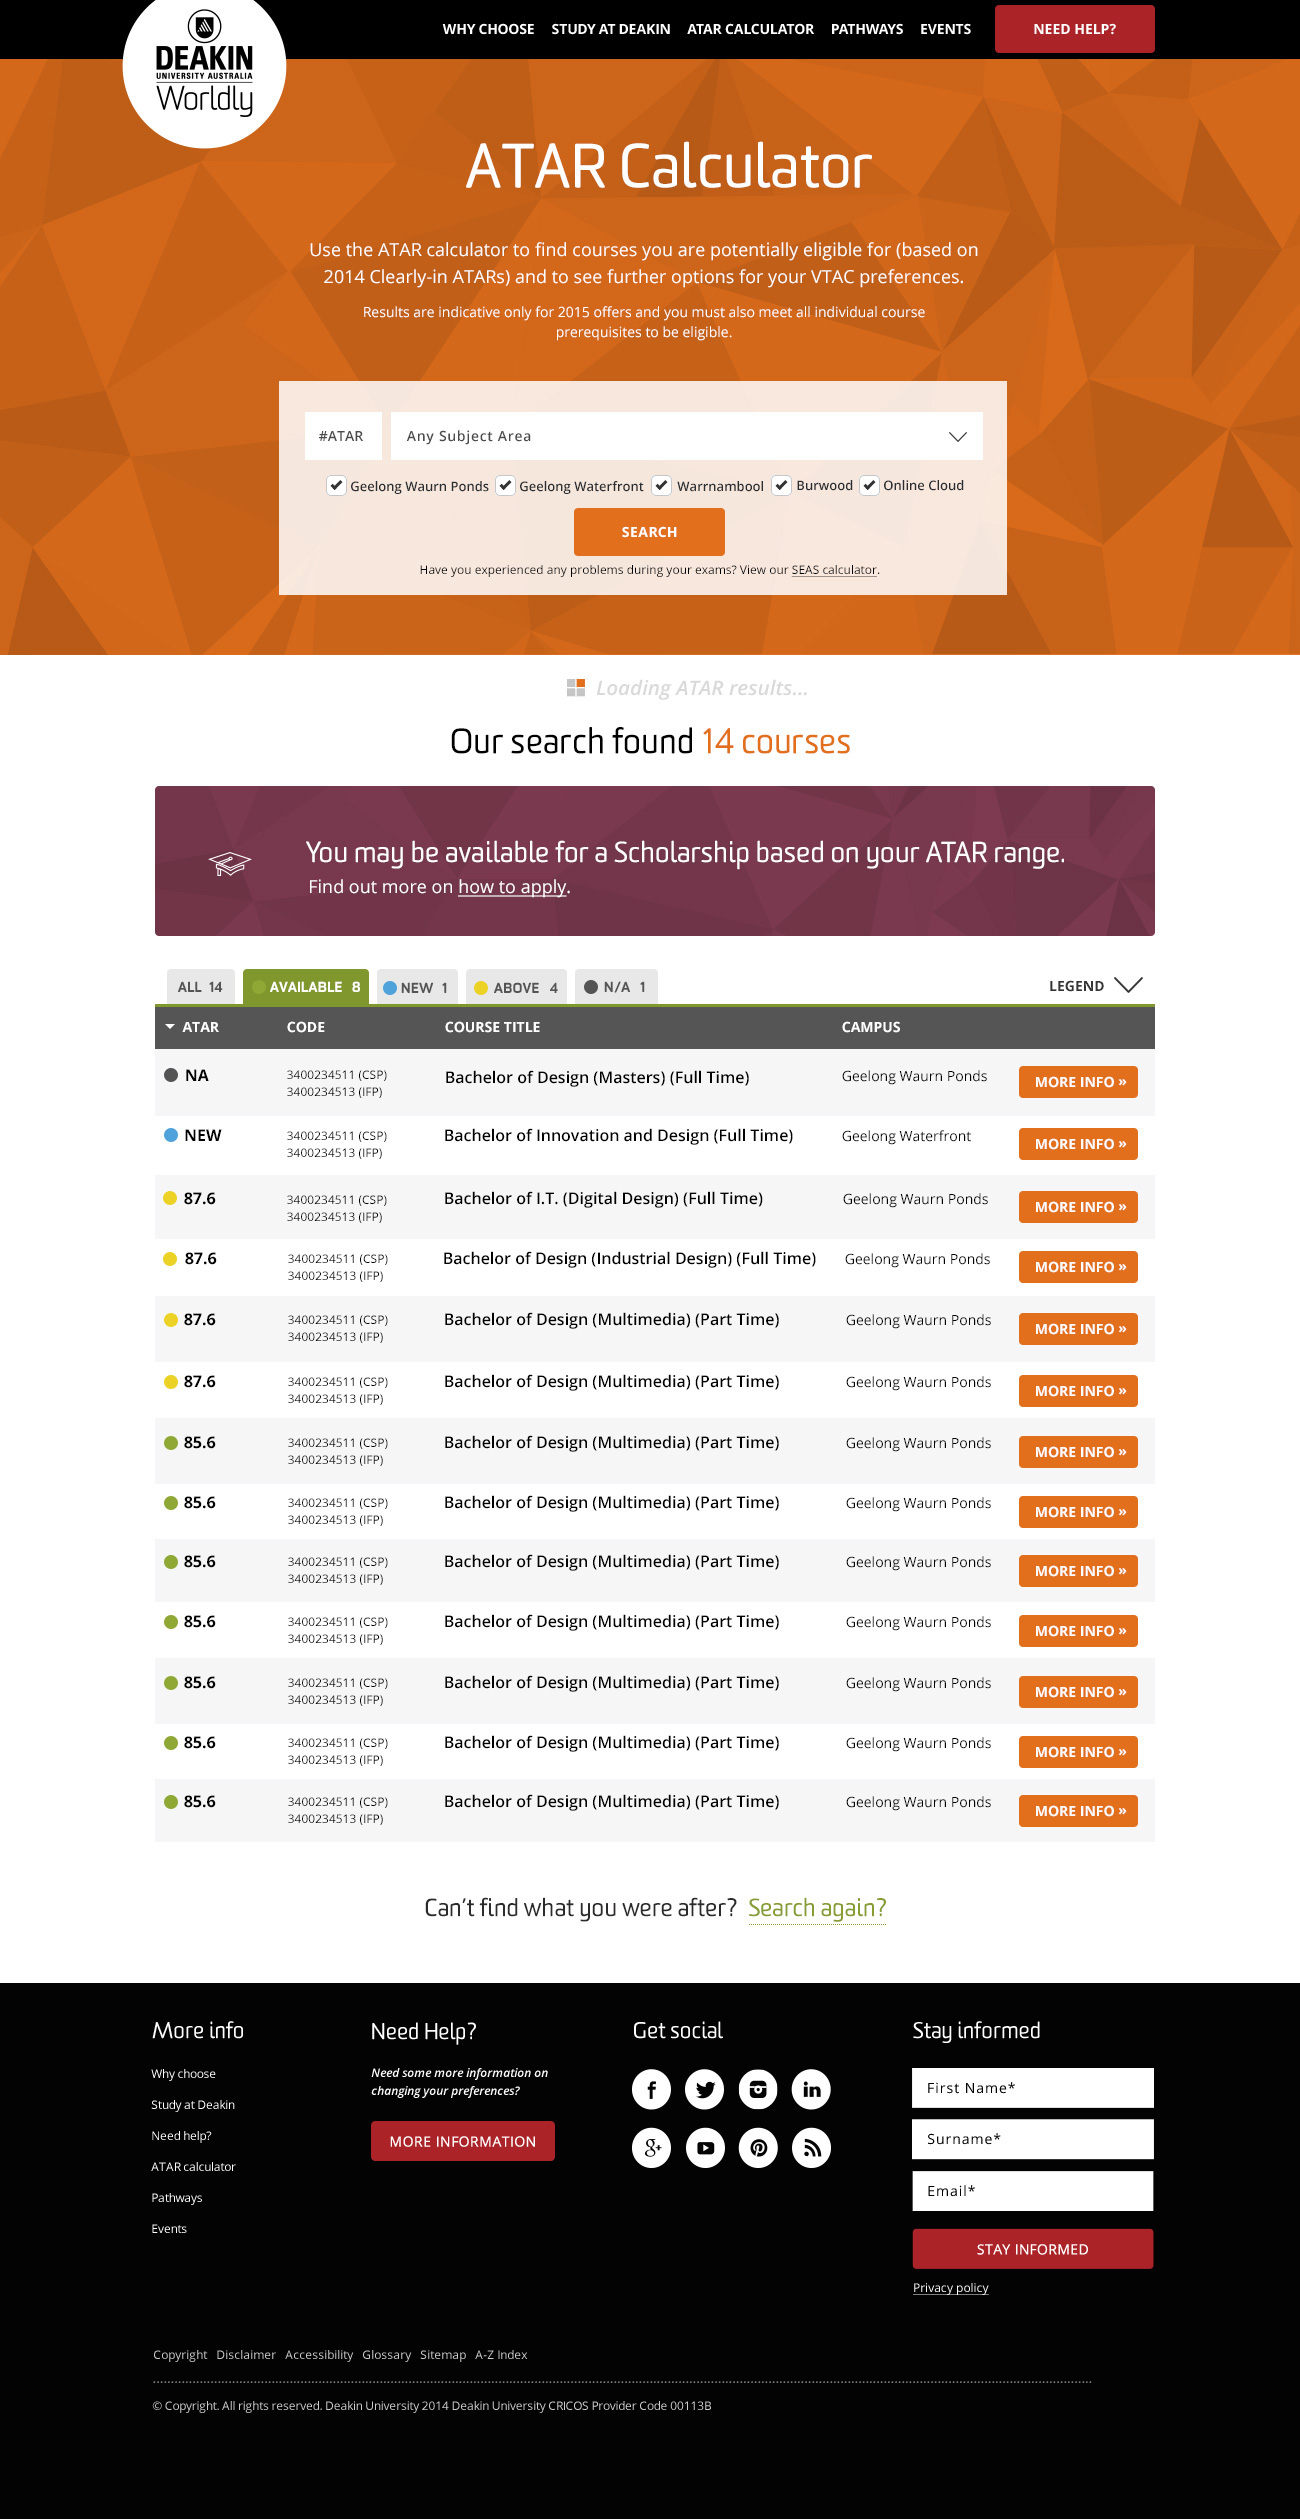 DEAKIN
UNIVERSITY AUSTRALIA
Worldly
WHY CHOOSE STUDY AT DEAKIN ATAR CALCULATOR PATHWAYS EVENTS NEED HELP?
ATAR Calculator
Use the ATAR calculator to find courses you are potentially eligible for (based on
2014 Clearly-in ATARs) and to see further options for your VTAC preferences.
Results are indicative only for 2015 offers and you must also meet all individual course
prerequisites to be eligible.
#ATAR Any Subject Area
Geelong Waurn Ponds Geelong Waterfront Warrnambool Burwood Online Cloud
SEARCH
Have you experienced any problems during your exams? View our SEAS calculator.
Loading ATAR results...
Our search found 14 courses
You may be available for a Scholarship based on your ATAR range.
Find out more on how to apply.
ALL 14 AVAILABLE 8 NEW 1 ABOVE 4 N/A 1 LEGEND
ATAR CODE COURSE TITLE CAMPUS
NA 3400234511 (CSP) Bachelor of Design (Masters) (Full Time) Geelong Waurn Ponds MORE INFO »
3400234513 (IFP)
NEW 3400234511 (CSP) Bachelor of Innovation and Design (Full Time) Geelong Waterfront MORE INFO »
3400234513 (IFP)
87.6 3400234511 (CSP) Bachelor of I.T. (Digital Design) (Full Time) Geelong Waurn Ponds MORE INFO »
3400234513 (IFP)
87.6 3400234511 (CSP) Bachelor of Design (Industrial Design) (Full Time) Geelong Waurn Ponds MORE INFO »
3400234513 (IFP)
87.6 3400234511 (CSP) Bachelor of Design (Multimedia) (Part Time) Geelong Waurn Ponds MORE INFO »
3400234513 (IFP)
87.6 3400234511 (CSP) Bachelor of Design (Multimedia) (Part Time) Geelong Waurn Ponds MORE INFO »
3400234513 (IFP)
85.6 3400234511 (CSP) Bachelor of Design (Multimedia) (Part Time) Geelong Waurn Ponds MORE INFO »
3400234513 (IFP)
85.6 3400234511 (CSP) Bachelor of Design (Multimedia) (Part Time) Geelong Waurn Ponds MORE INFO »
3400234513 (IFP)
85.6 3400234511 (CSP) Bachelor of Design (Multimedia) (Part Time) Geelong Waurn Ponds MORE INFO »
3400234513 (IFP)
85.6 3400234511 (CSP) Bachelor of Design (Multimedia) (Part Time) Geelong Waurn Ponds MORE INFO »
3400234513 (IFP)
85.6 3400234511 (CSP) Bachelor of Design (Multimedia) (Part Time) Geelong Waurn Ponds MORE INFO »
3400234513 (IFP)
85.6 3400234511 (CSP) Bachelor of Design (Multimedia) (Part Time) Geelong Waurn Ponds MORE INFO »
3400234513 (IFP)
85.6 3400234511 (CSP) Bachelor of Design (Multimedia) (Part Time) Geelong Waurn Ponds MORE INFO »
3400234513 (IFP)
Can't find what you were after? Search again?
More info
Why choose
Study at Deakin
Need help?
ATAR calculator
Pathways
Events
Need Help?
Need some more information on
changing your preferences?
MORE INFORMATION
Get social
Stay informed
First Name*
Surname*
Email*
STAY INFORMED
Privacy policy
Copyright Disclaimer Accessibility Glossary Sitemap A-Z Index
© Copyright. All rights reserved. Deakin University 2014 Deakin University CRICOS Provider Code 00113B